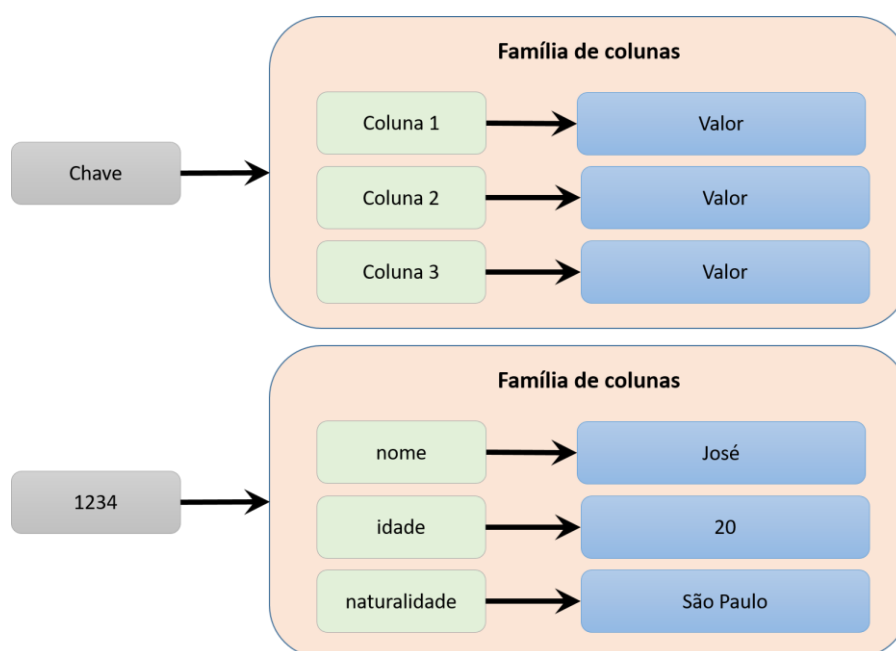 Família de colunas
Coluna 1
Valor
Chave
Coluna 2
Valor
Coluna 3
Valor
Família de colunas
nome
José
1234
idade
20
naturalidade
São Paulo